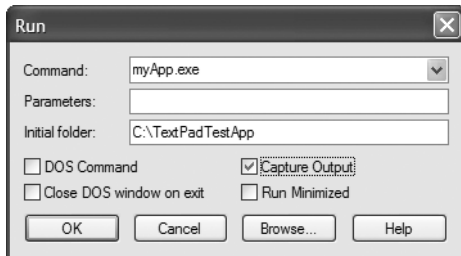 Run
Command: myApp.exe
Parameters:
Initial folder: C:\TextPadTestApp
DOS Command Capture Output
Close DOS window on exit Run Minimized
OK Cancel Browse... Help